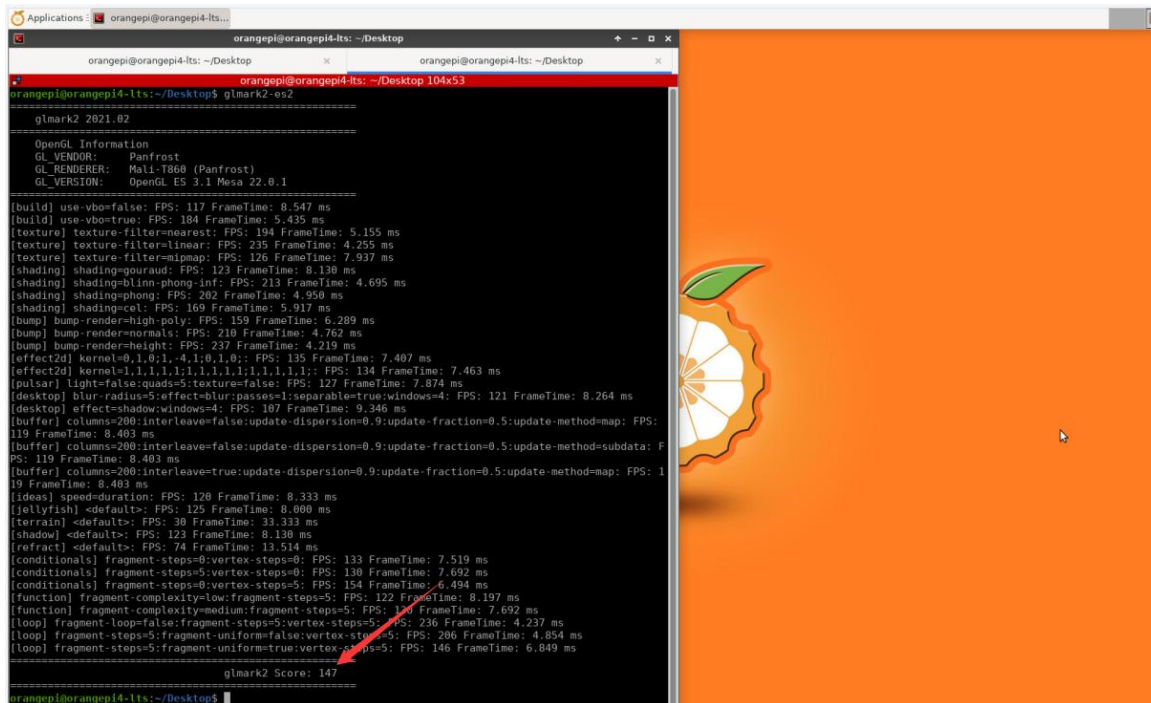 Applications
orangepi@orangepi4-lts...
orangepi@orangepi4-lts: ~/Desktop
orangepi@orangepi4-lts: ~/Desktop
orangepi@orangepi4-lts: ~/Desktop
orangepi@orangepi4-lts: ~/Desktop 104x53
orangepi@orangepi4-lts:~/Desktop$ glmark2-es2
=======================================================
glmark2 2021.02
=======================================================
OpenGL Information
GL_VENDOR: Panfrost
GL_RENDERER: Mali-T860 (Panfrost)
GL_VERSION: OpenGL ES 3.1 Mesa 22.0.1
=======================================================
[build] use-vbo=false: FPS: 117 FrameTime: 8.547 ms
[build] use-vbo=true: FPS: 184 FrameTime: 5.435 ms
[texture] texture-filter=nearest: FPS: 194 FrameTime: 5.155 ms
[texture] texture-filter=linear: FPS: 235 FrameTime: 4.255 ms
[texture] texture-filter=mipmap: FPS: 126 FrameTime: 7.937 ms
[shading] shading=gouraud: FPS: 123 FrameTime: 8.130 ms
[shading] shading=blinn-phong-inf: FPS: 213 FrameTime: 4.695 ms
[shading] shading=phong: FPS: 202 FrameTime: 4.950 ms
[shading] shading=cel: FPS: 169 FrameTime: 5.917 ms
[bump] bump-render=high-poly: FPS: 159 FrameTime: 6.289 ms
[bump] bump-render=normals: FPS: 210 FrameTime: 4.762 ms
[bump] bump-render=height: FPS: 237 FrameTime: 4.219 ms
[effect2d] kernel=0,1,0;1,-4,1;0,1,0;: FPS: 135 FrameTime: 7.407 ms
[effect2d] kernel=1,1,1,1,1;1,1,1,1,1;1,1,1,1,1;: FPS: 134 FrameTime: 7.463 ms
[pulsar] light=false:quads=5:texture=false: FPS: 127 FrameTime: 7.874 ms
[desktop] blur-radius=5:effect=blur:passes=1:separable=true:windows=4: FPS: 121 FrameTime: 8.264 ms
[desktop] effect=shadow:windows=4: FPS: 107 FrameTime: 9.346 ms
[buffer] columns=200:interleave=false:update-dispersion=0.9:update-fraction=0.5:update-method=map: FPS:
119 FrameTime: 8.403 ms
[buffer] columns=200:interleave=false:update-dispersion=0.9:update-fraction=0.5:update-method=subdata: F
PS: 119 FrameTime: 8.403 ms
[buffer] columns=200:interleave=true:update-dispersion=0.9:update-fraction=0.5:update-method=map: FPS: 1
19 FrameTime: 8.403 ms
[ideas] speed=duration: FPS: 120 FrameTime: 8.333 ms
[jellyfish] <default>: FPS: 125 FrameTime: 8.000 ms
[terrain] <default>: FPS: 30 FrameTime: 33.333 ms
[shadow] <default>: FPS: 123 FrameTime: 8.130 ms
[refract] <default>: FPS: 74 FrameTime: 13.514 ms
[conditionals] fragment-steps=0:vertex-steps=0: FPS: 133 FrameTime: 7.519 ms
[conditionals] fragment-steps=5:vertex-steps=0: FPS: 130 FrameTime: 7.692 ms
[conditionals] fragment-steps=0:vertex-steps=5: FPS: 154 FrameTime: 6.494 ms
[function] fragment-complexity=low:fragment-steps=5: FPS: 122 FrameTime: 8.197 ms
[function] fragment-complexity=medium:fragment-steps=5: FPS: 130 FrameTime: 7.692 ms
[loop] fragment-loop=false:fragment-steps=5:vertex-steps=5: FPS: 236 FrameTime: 4.237 ms
[loop] fragment-steps=5:fragment-uniform=false:vertex-steps=5: FPS: 206 FrameTime: 4.854 ms
[loop] fragment-steps=5:fragment-uniform=true:vertex-steps=5: FPS: 146 FrameTime: 6.849 ms
=======================================================
glmark2 Score: 147
=======================================================
orangepi@orangepi4-lts:~/Desktop$